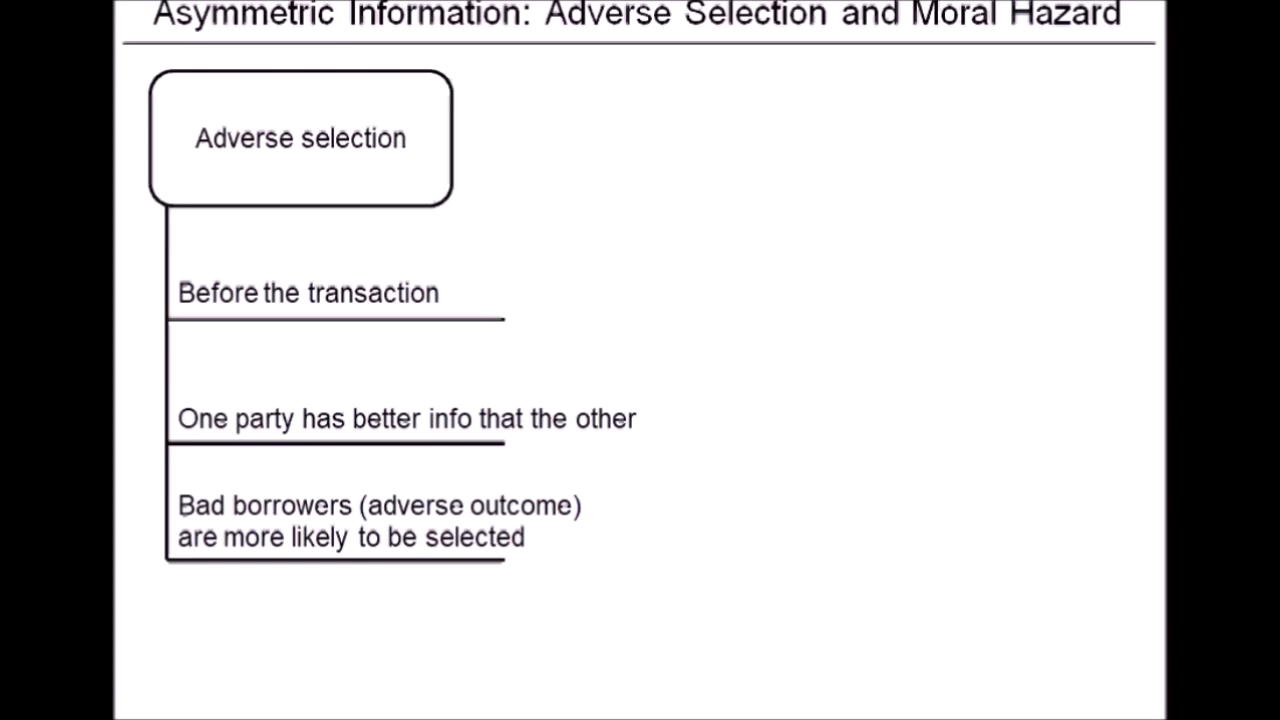 Asymmetric Information: Adverse Selection and Moral Hazard
Adverse selection
Before the transaction
One party has better info that the other
Bad borrowers (adverse outcome)
are more likely to be selected